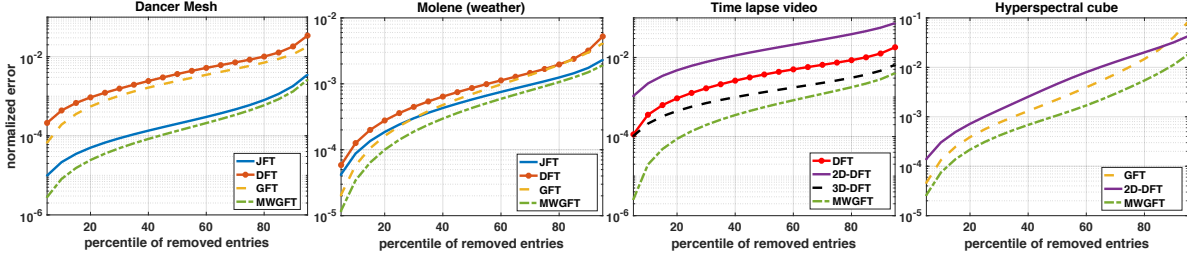 Dancer Mesh
normalized error
10^-2
10^-4
10^-6
20 40 60 80
percentile of removed entries
JFT
DFT
GFT
MWGFT
Molene (weather)
10^-2
10^-3
10^-4
10^-5
20 40 60 80
percentile of removed entries
JFT
DFT
GFT
MWGFT
Time lapse video
10^-2
10^-4
10^-6
20 40 60 80
percentile of removed entries
DFT
2D-DFT
3D-DFT
MWGFT
Hyperspectral cube
10^-1
10^-2
10^-3
10^-4
10^-5
20 40 60 80
percentile of removed entries
GFT
2D-DFT
MWGFT